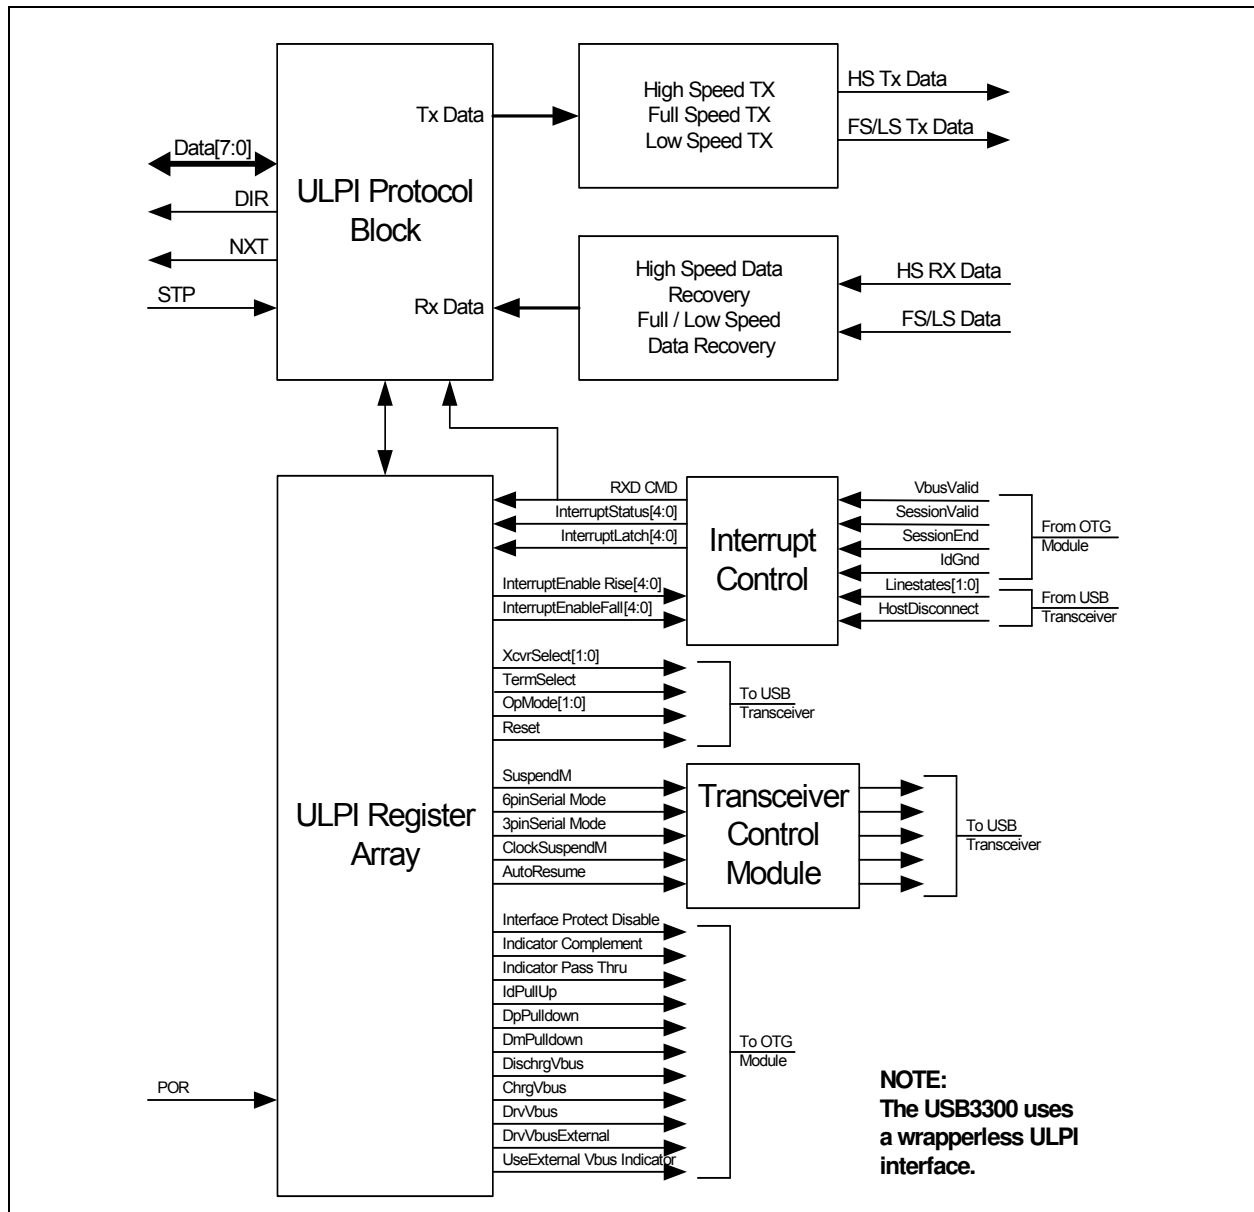 High Speed TX
Full Speed TX
Low Speed TX
HS Tx Data
FS/LS Tx Data
Tx Data
Data[7:0]
DIR
NXT
STP
ULPI Protocol
Block
Rx Data
High Speed Data
Recovery
Full / Low Speed
Data Recovery
HS RX Data
FS/LS Data
RXD CMD
InterruptStatus[4:0]
InterruptLatch[4:0]
InterruptEnable Rise[4:0]
InterruptEnableFall[4:0]
Interrupt
Control
VbusValid
SessionValid
SessionEnd
IdGnd
Linestates[1:0]
HostDisconnect
From OTG
Module
From USB
Transceiver
XcvrSelect[1:0]
TermSelect
OpMode[1:0]
Reset
To USB
Transceiver
ULPI Register
Array
SuspendM
6pinSerial Mode
3pinSerial Mode
ClockSuspendM
AutoResume
Transceiver
Control
Module
To USB
Transceiver
Interface Protect Disable
Indicator Complement
Indicator Pass Thru
IdPullUp
DpPulldown
DmPulldown
DischrgVbus
ChrgVbus
DrvVbus
DrvVbusExternal
UseExternal Vbus Indicator
To OTG
Module
POR
NOTE:
The USB3300 uses
a wrapperless ULPI
interface.